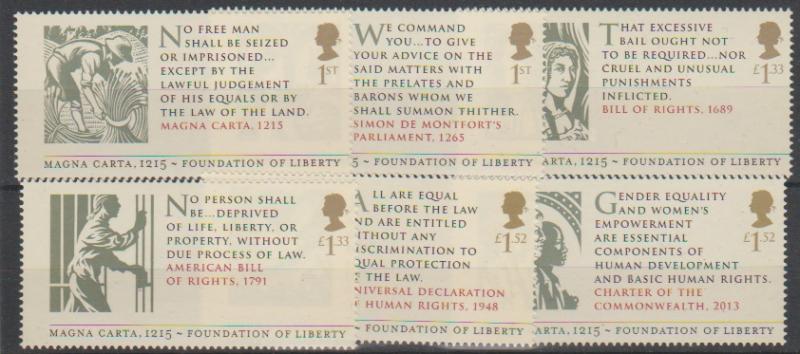 NO FREE MAN
SHALL BE SEIZED
OR IMPRISONED...
EXCEPT BY THE
LAWFUL JUDGEMENT
OF HIS EQUALS OR BY
THE LAW OF THE LAND.
MAGNA CARTA, 1215
1ST
MAGNA CARTA, 1215 ~ FOUNDATION OF LIBERTY
WE COMMAND
YOU...TO GIVE
YOUR ADVICE ON THE
SAID MATTERS WITH
THE PRELATES AND
BARONS WHOM WE
SHALL SUMMON THITHER.
SIMON DE MONTFORT'S
PARLIAMENT, 1265
1ST
5 ~ FOUNDATION OF LIBERTY
THAT EXCESSIVE
BAIL OUGHT NOT
TO BE REQUIRED...NOR
CRUEL AND UNUSUAL
PUNISHMENTS
INFLICTED.
BILL OF RIGHTS, 1689
£1.33
CARTA, 1215 ~ FOUNDATION OF LIBERTY
NO PERSON SHALL
BE...DEPRIVED
OF LIFE, LIBERTY, OR
PROPERTY, WITHOUT
DUE PROCESS OF LAW.
AMERICAN BILL
OF RIGHTS, 1791
£1.33
MAGNA CARTA, 1215 ~ FOUNDATION OF LIBERTY
ALL ARE EQUAL
BEFORE THE LAW
AND ARE ENTITLED
WITHOUT ANY
DISCRIMINATION TO
EQUAL PROTECTION
OF THE LAW.
NIVERSAL DECLARATION
F HUMAN RIGHTS, 1948
£1.52
~ FOUNDATION OF LIBERTY
GENDER EQUALITY
AND WOMEN'S
EMPOWERMENT
ARE ESSENTIAL
COMPONENTS OF
HUMAN DEVELOPMENT
AND BASIC HUMAN RIGHTS.
CHARTER OF THE
COMMONWEALTH, 2013
£1.52
CARTA, 1215 ~ FOUNDATION OF LIBERTY